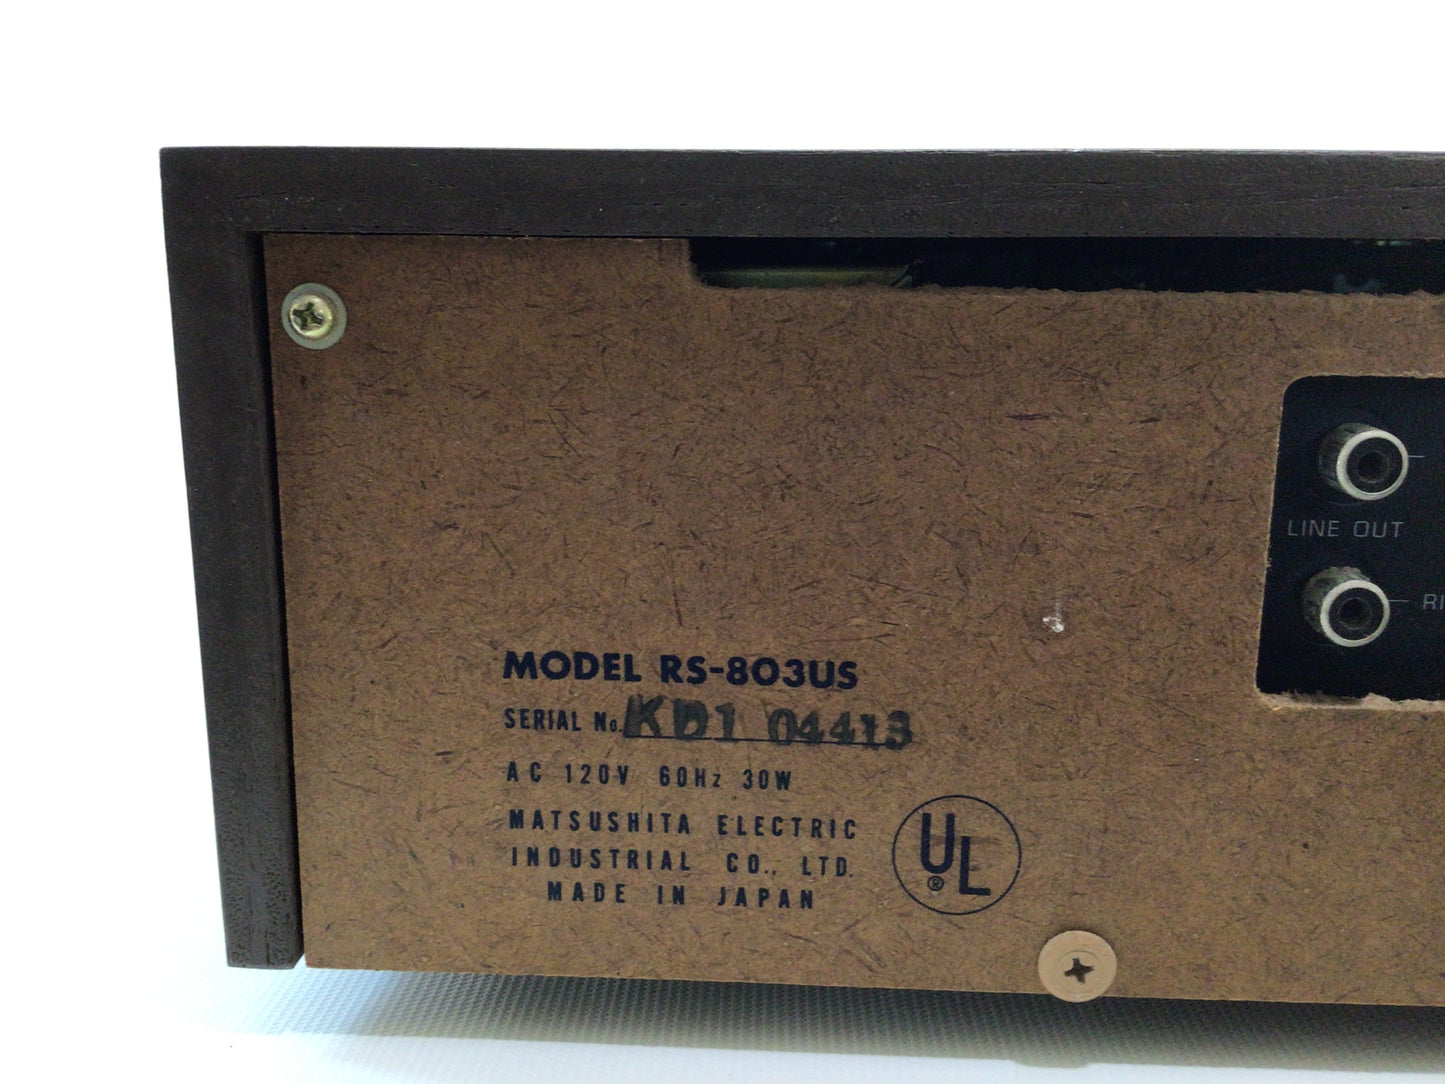 LINE OUT
MODEL RS-803US
SERIAL No. KD1 04413
AC 120V 60Hz 30W
MATSUSHITA ELECTRIC
INDUSTRIAL CO., LTD.
MADE IN JAPAN
UL
®